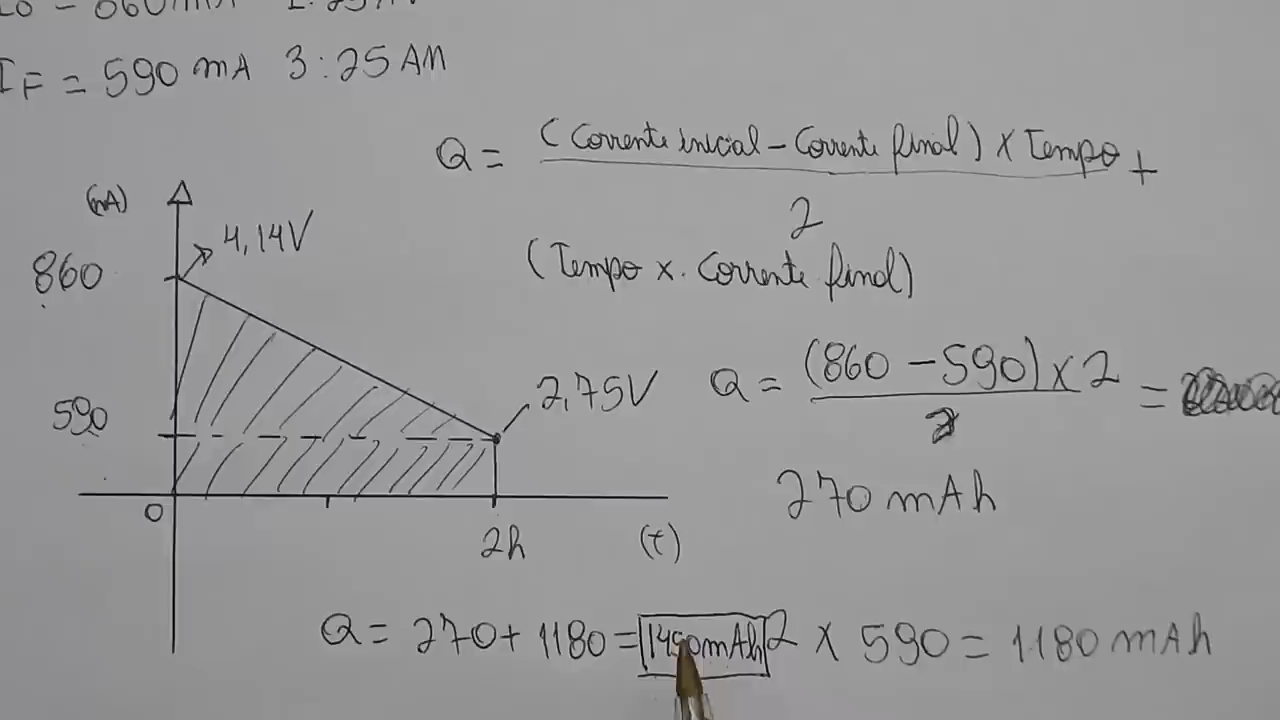 I_F = 590 mA 3:25 AM
Q = (Corrente inicial - Corrente final) x Tempo +
2
(Tempo x. Corrente final)
(mA)
4,14V
860
590
2,75V
Q = (860 - 590) x 2 =
2
270 mAh
0
2h
(t)
Q = 270 + 1180 = 1450mAh
2 x 590 = 1180 mAh